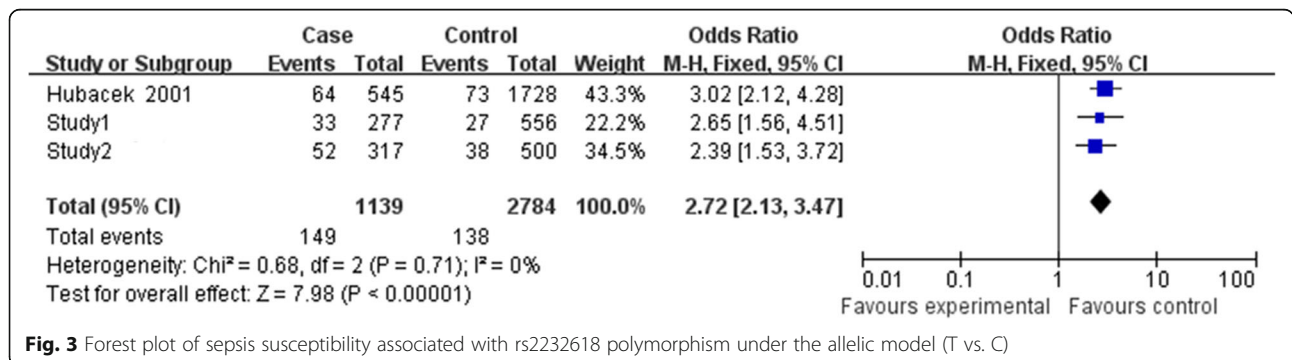 Case Control Odds Ratio Odds Ratio
Study or Subgroup Events Total Events Total Weight M-H, Fixed, 95% CI M-H, Fixed, 95% CI
Hubacek 2001 64 545 73 1728 43.3% 3.02 [2.12, 4.28]
Study1 33 277 27 556 22.2% 2.65 [1.56, 4.51]
Study2 52 317 38 500 34.5% 2.39 [1.53, 3.72]
Total (95% CI) 1139 2784 100.0% 2.72 [2.13, 3.47]
Total events 149 138
Heterogeneity: Chi² = 0.68, df = 2 (P = 0.71); I² = 0%
Test for overall effect: Z = 7.98 (P < 0.00001)
0.01 0.1 1 10 100
Favours experimental Favours control
Fig. 3 Forest plot of sepsis susceptibility associated with rs2232618 polymorphism under the allelic model (T vs. C)